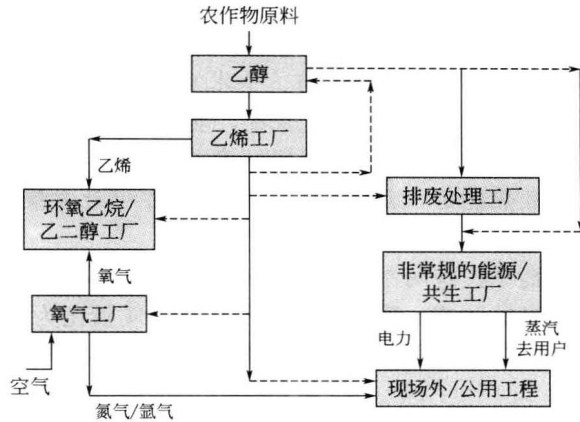 农作物原料
乙醇
乙烯工厂
乙烯
环氧乙烷/
乙二醇工厂
排废处理工厂
氧气
非常规的能源/
共生工厂
氧气工厂
电力
蒸汽
去用户
空气
现场外/公用工程
氮气/氩气